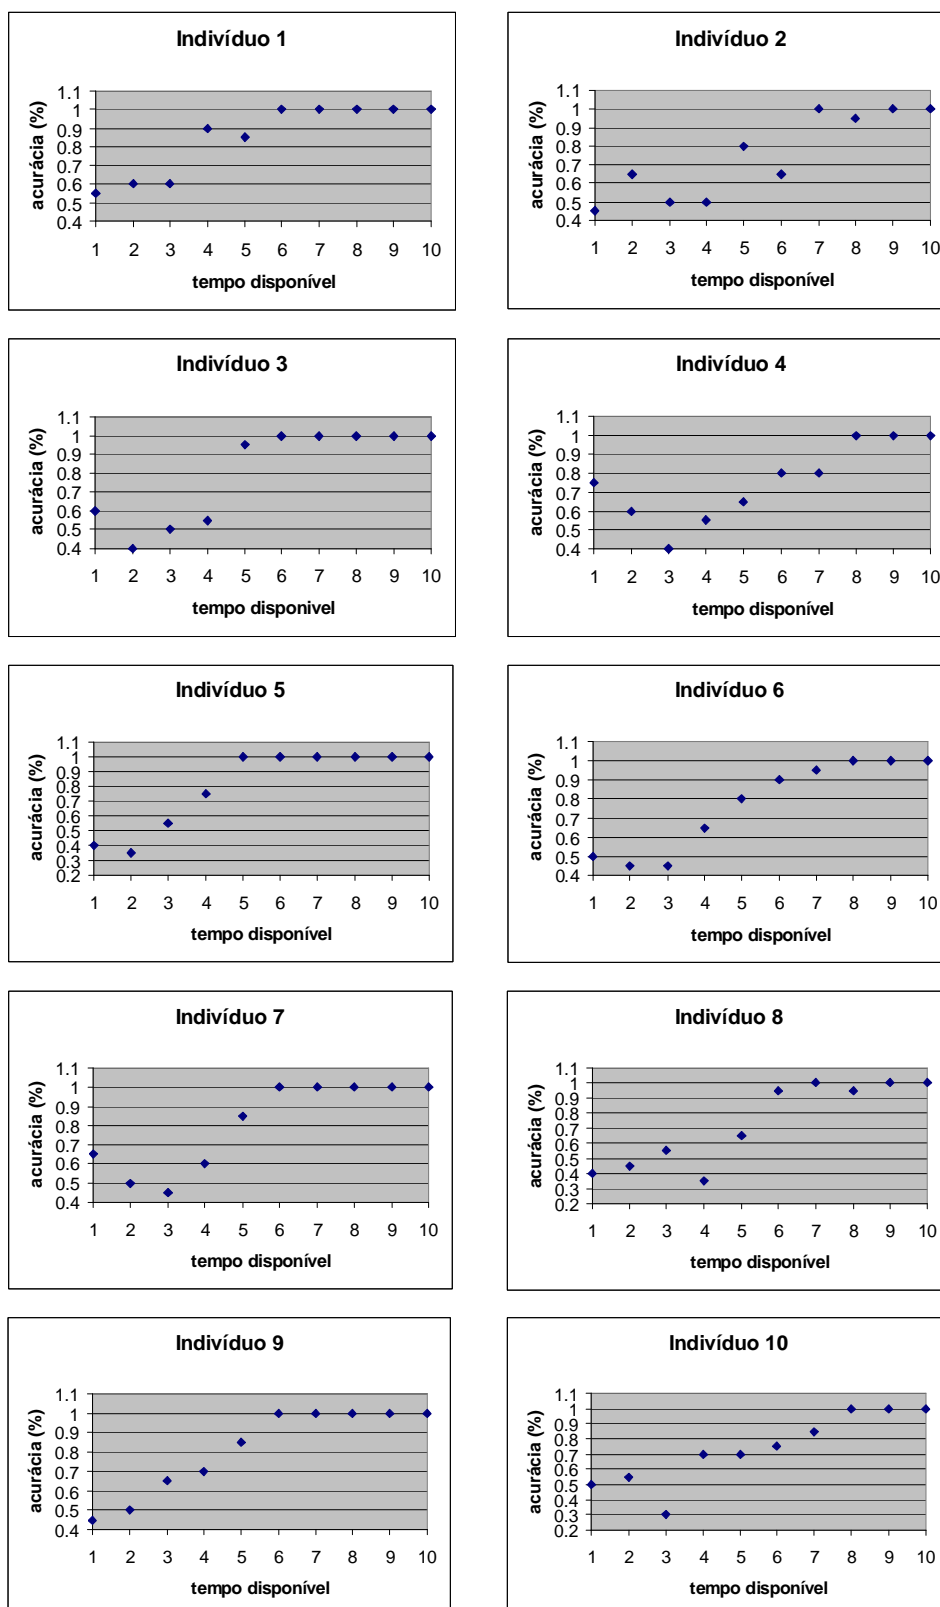 Indivíduo 1
acurácia (%)
1.1
1
0.9
0.8
0.7
0.6
0.5
0.4
1 2 3 4 5 6 7 8 9 10
tempo disponível
Indivíduo 2
acurácia (%)
1.1
1
0.9
0.8
0.7
0.6
0.5
0.4
1 2 3 4 5 6 7 8 9 10
tempo disponível
Indivíduo 3
acurácia (%)
1.1
1
0.9
0.8
0.7
0.6
0.5
0.4
1 2 3 4 5 6 7 8 9 10
tempo disponivel
Indivíduo 4
acurácia (%)
1.1
1
0.9
0.8
0.7
0.6
0.5
0.4
1 2 3 4 5 6 7 8 9 10
tempo disponível
Indivíduo 5
acurácia (%)
1.1
1
0.9
0.8
0.7
0.6
0.5
0.4
0.3
0.2
1 2 3 4 5 6 7 8 9 10
tempo disponível
Indivíduo 6
acurácia (%)
1.1
1
0.9
0.8
0.7
0.6
0.5
0.4
1 2 3 4 5 6 7 8 9 10
tempo disponível
Indivíduo 7
acurácia (%)
1.1
1
0.9
0.8
0.7
0.6
0.5
0.4
1 2 3 4 5 6 7 8 9 10
tempo disponível
Indivíduo 8
acurácia (%)
1.1
1
0.9
0.8
0.7
0.6
0.5
0.4
0.3
0.2
1 2 3 4 5 6 7 8 9 10
tempo disponível
Indivíduo 9
acurácia (%)
1.1
1
0.9
0.8
0.7
0.6
0.5
0.4
1 2 3 4 5 6 7 8 9 10
tempo disponível
Indivíduo 10
acurácia (%)
1.1
1
0.9
0.8
0.7
0.6
0.5
0.4
0.3
0.2
1 2 3 4 5 6 7 8 9 10
tempo disponível